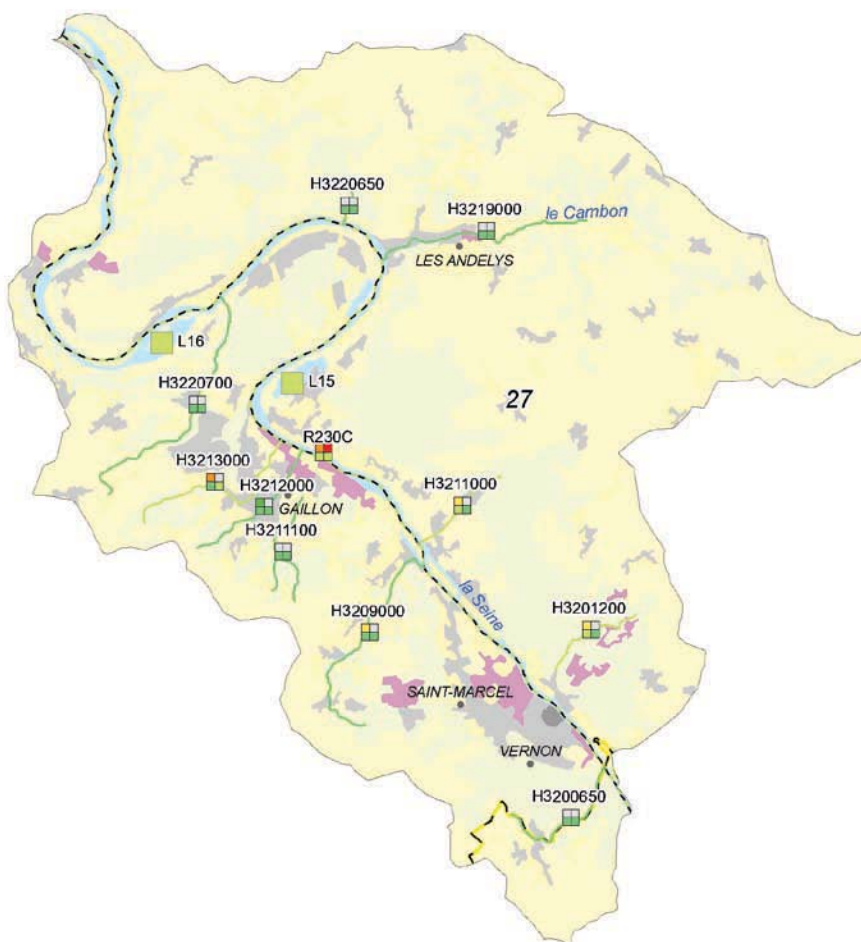 H3220650
H3219000
le Cambon
LES ANDELYS
L16
L15
H3220700
27
R230C
H3213000
H3212000
H3211000
GAILLON
H3211100
la Seine
H3209000
H3201200
SAINT-MARCEL
VERNON
H3200650